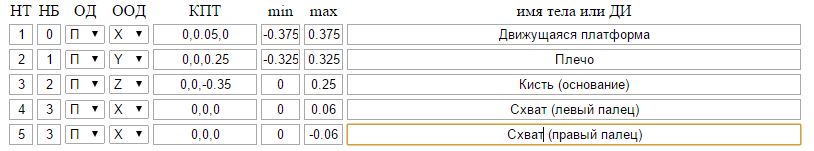 НТ НБ ОД ООД КПТ min max имя тела или ДИ
1 0 П X 0,0.05,0 -0.375 0.375 Движущаяся платформа
2 1 П Y 0,0,0.25 -0.325 0.325 Плечо
3 2 П Z 0,0,-0.35 0 0.25 Кисть (основание)
4 3 П X 0,0,0 0 0.06 Схват (левый палец)
5 3 П X 0,0,0 0 -0.06 Схват (правый палец)